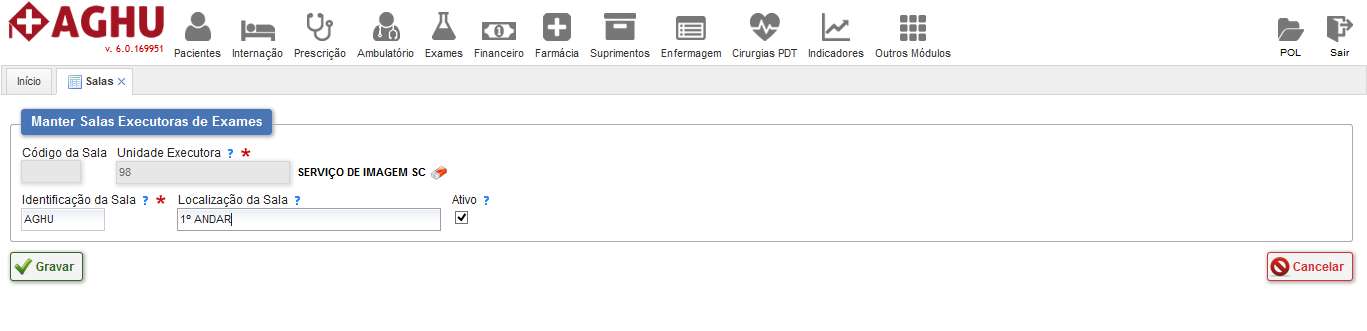 AGHU
v. 6.0.169951
Pacientes Internação Prescrição Ambulatório Exames Financeiro Farmácia Suprimentos Enfermagem Cirurgias PDT Indicadores Outros Módulos POL Sair
Início Salas
Manter Salas Executoras de Exames
Código da Sala Unidade Executora ? *
98 SERVIÇO DE IMAGEM SC
Identificação da Sala ? * Localização da Sala ? Ativo ?
AGHU 1º ANDAR
Gravar Cancelar